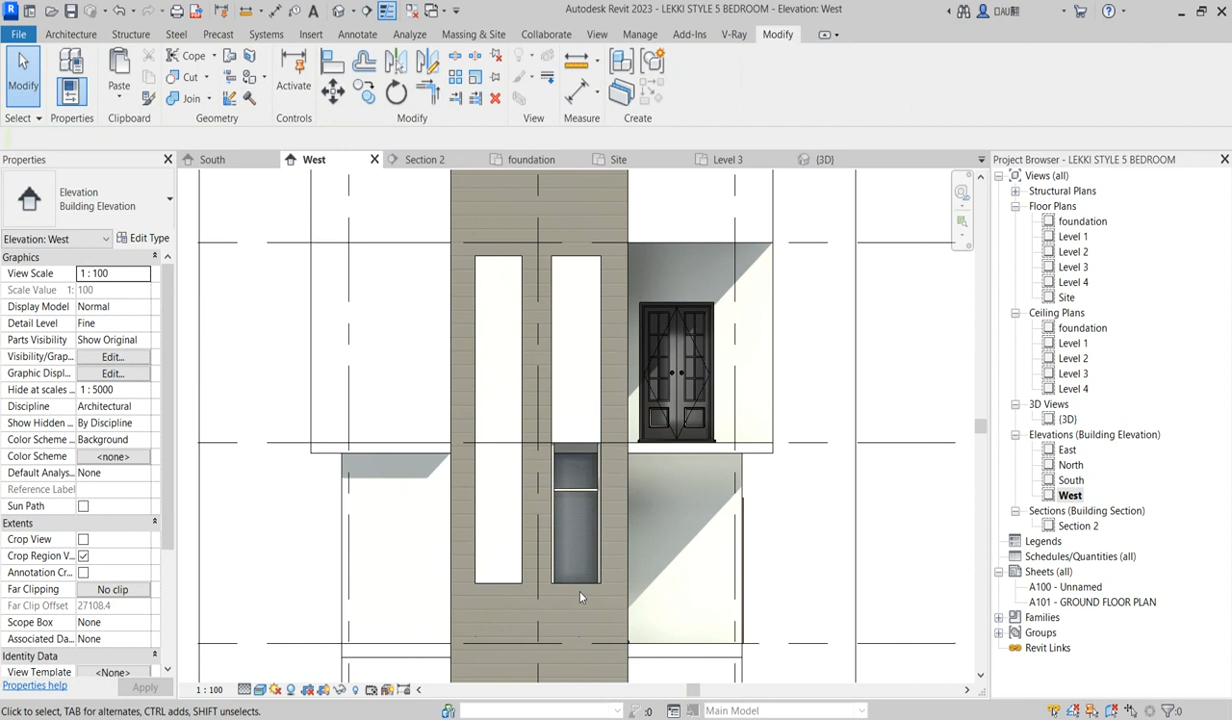 Autodesk Revit 2023 - LEKKI STYLE 5 BEDROOM - Elevation: West
File Architecture Structure Steel Precast Systems Insert Annotate Analyze Massing & Site Collaborate View Manage Add-Ins V-Ray Modify
Modify
Paste
Cope
Cut
Join
Activate
Select Properties Clipboard Geometry Controls Modify View Measure Create
Properties
South West Section 2 foundation Site Level 3 {3D}
Elevation
Building Elevation
Elevation: West Edit Type
Graphics
View Scale 1 : 100
Scale Value 1: 100
Display Model Normal
Detail Level Fine
Parts Visibility Show Original
Visibility/Grap... Edit...
Graphic Displ... Edit...
Hide at scales ... 1 : 5000
Discipline Architectural
Show Hidden ... By Discipline
Color Scheme ... Background
Color Scheme <none>
Default Analys... None
Reference Label
Sun Path
Extents
Crop View
Crop Region V...
Annotation Cr...
Far Clipping No clip
Far Clip Offset 27108.4
Scope Box None
Associated Da... None
Identity Data
View Template <None>
Properties help Apply
1 : 100
Project Browser - LEKKI STYLE 5 BEDROOM
Views (all)
Structural Plans
Floor Plans
foundation
Level 1
Level 2
Level 3
Level 4
Site
Ceiling Plans
foundation
Level 1
Level 2
Level 3
Level 4
3D Views
{3D}
Elevations (Building Elevation)
East
North
South
West
Sections (Building Section)
Section 2
Legends
Schedules/Quantities (all)
Sheets (all)
A100 - Unnamed
A101 - GROUND FLOOR PLAN
Families
Groups
Revit Links
Click to select, TAB for alternates, CTRL adds, SHIFT unselects.
:0
Main Model
:0